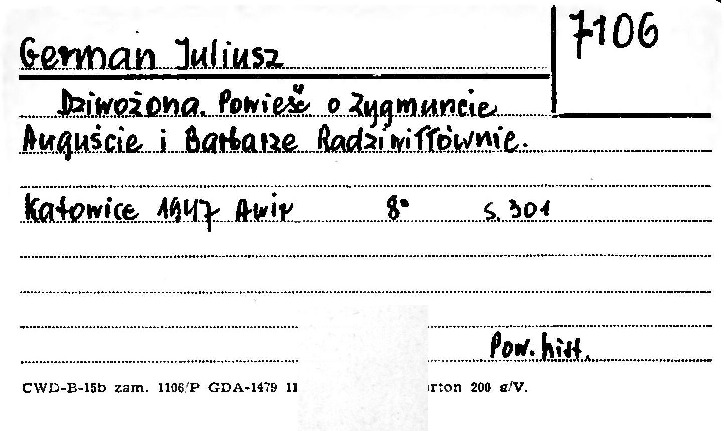 German Juliusz
7106
Dziwożona. Powieść o Zygmuncie
Auguście i Barbarze Radziwiłłównie.
Katowice 1947 Awir 8° s. 301
Pow. hist.
CWD-B-15b zam. 1106/P GDA-1479 11 rton 200 g/V.